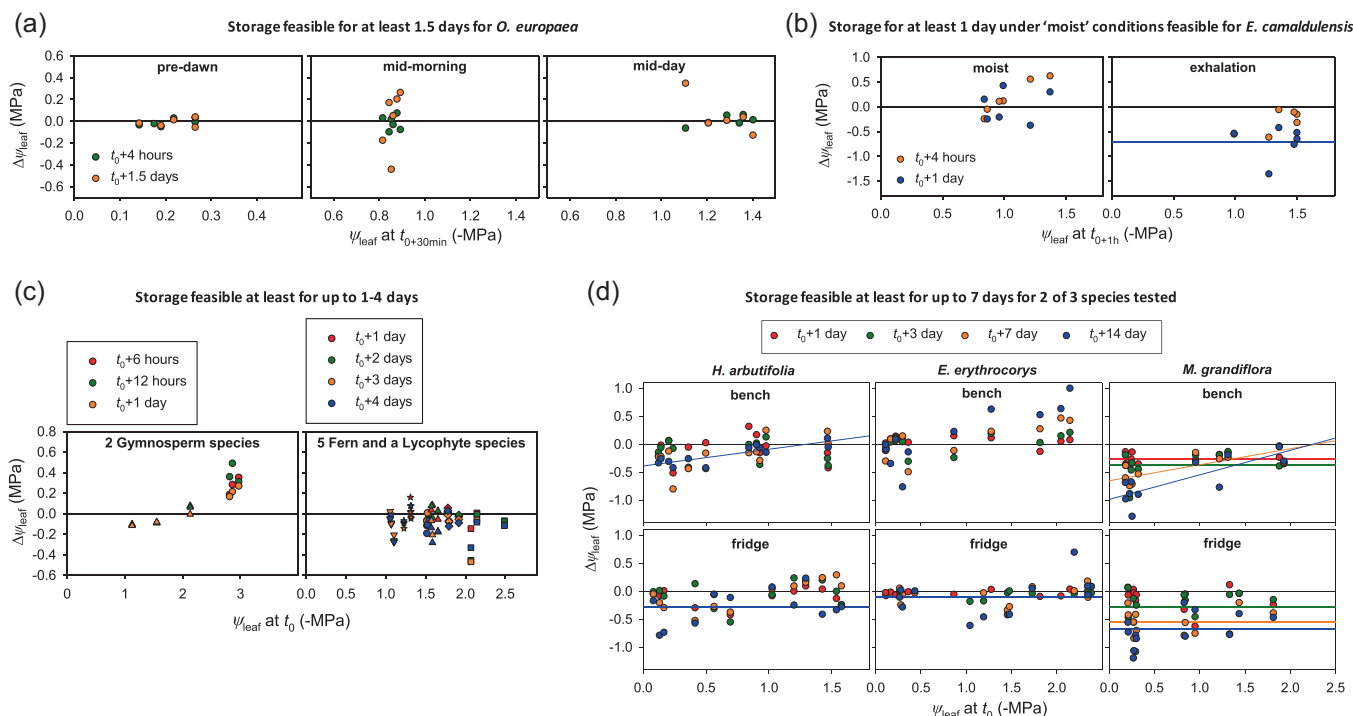 (a)
Storage feasible for at least 1.5 days for O. europaea
pre-dawn
mid-morning
mid-day
Δψleaf (MPa)
0.6
0.4
0.2
0.0
0.2
0.4
0.6
t0+4 hours
t0+1.5 days
0.0 0.1 0.2 0.3 0.4
0.6 0.8 1.0 1.2 1.4
0.6 0.8 1.0 1.2 1.4
ψleaf at t0+30min (-MPa)
(b)
Storage for at least 1 day under ‘moist’ conditions feasible for E. camaldulensis
moist
exhalation
Δψleaf (MPa)
1.0
0.5
0.0
-0.5
-1.0
-1.5
t0+4 hours
t0+1 day
0.0 0.5 1.0 1.5
0.0 0.5 1.0 1.5
ψleaf at t0+1h (-MPa)
(c)
Storage feasible at least for up to 1-4 days
t0+6 hours
t0+12 hours
t0+1 day
t0+1 day
t0+2 days
t0+3 days
t0+4 days
2 Gymnosperm species
5 Fern and a Lycophyte species
Δψleaf (MPa)
0.8
0.6
0.4
0.2
0.0
-0.2
-0.4
-0.6
0 1 2 3
0.0 0.5 1.0 1.5 2.0 2.5
ψleaf at t0 (-MPa)
(d)
Storage feasible at least for up to 7 days for 2 of 3 species tested
t0+1 day
t0+3 day
t0+7 day
t0+14 day
H. arbutifolia
E. erythrocorys
M. grandiflora
bench
bench
bench
1.0
0.5
0.0
-0.5
-1.0
Δψleaf (MPa)
fridge
fridge
fridge
1.0
0.5
0.0
-0.5
-1.0
0.0 0.5 1.0 1.5
0.0 0.5 1.0 1.5 2.0
0.0 0.5 1.0 1.5 2.0 2.5
ψleaf at t0 (-MPa)